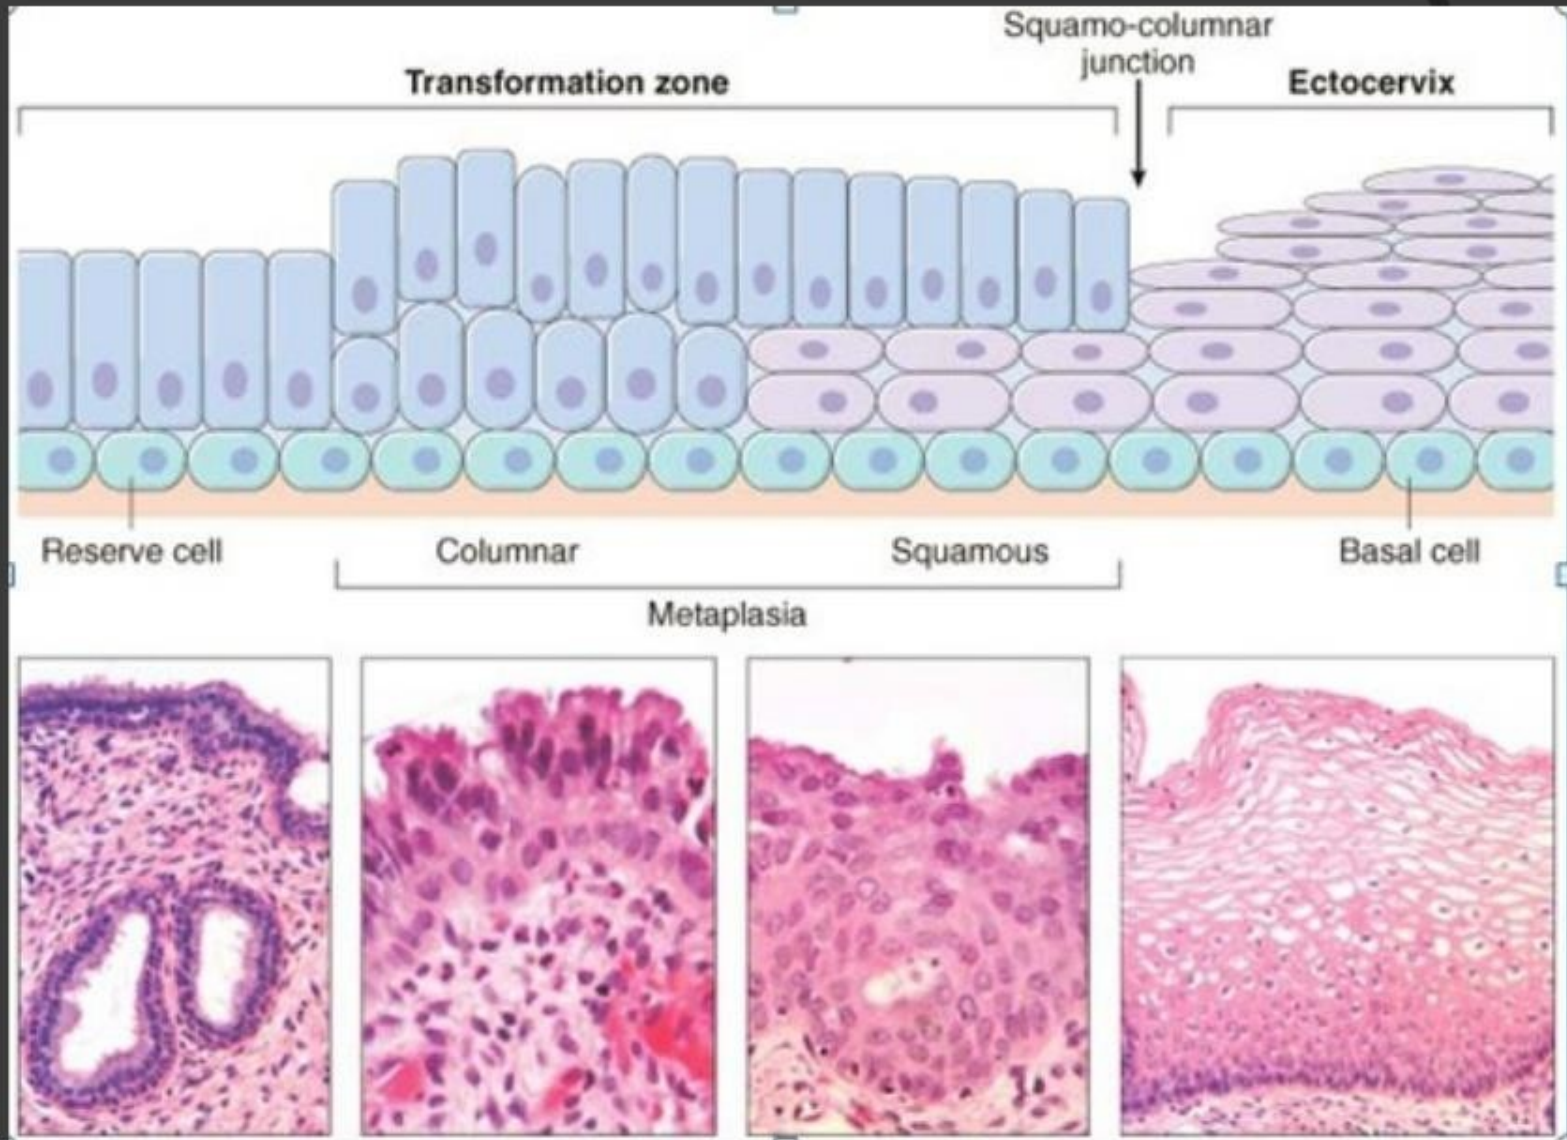 Squamo-columnar
junction
Transformation zone
Ectocervix
Reserve cell
Columnar
Squamous
Basal cell
Metaplasia